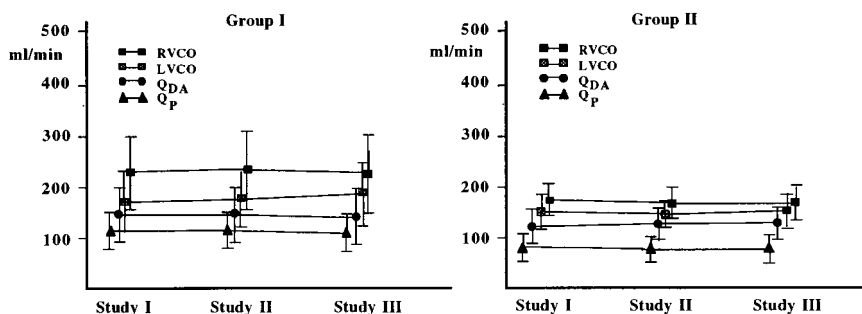 Group I
500
ml/min
400
300
200
100
RVCO
LVCO
QDA
QP
Study I Study II Study III
Group II
500
ml/min
400
300
200
100
RVCO
LVCO
QDA
QP
Study I Study II Study III